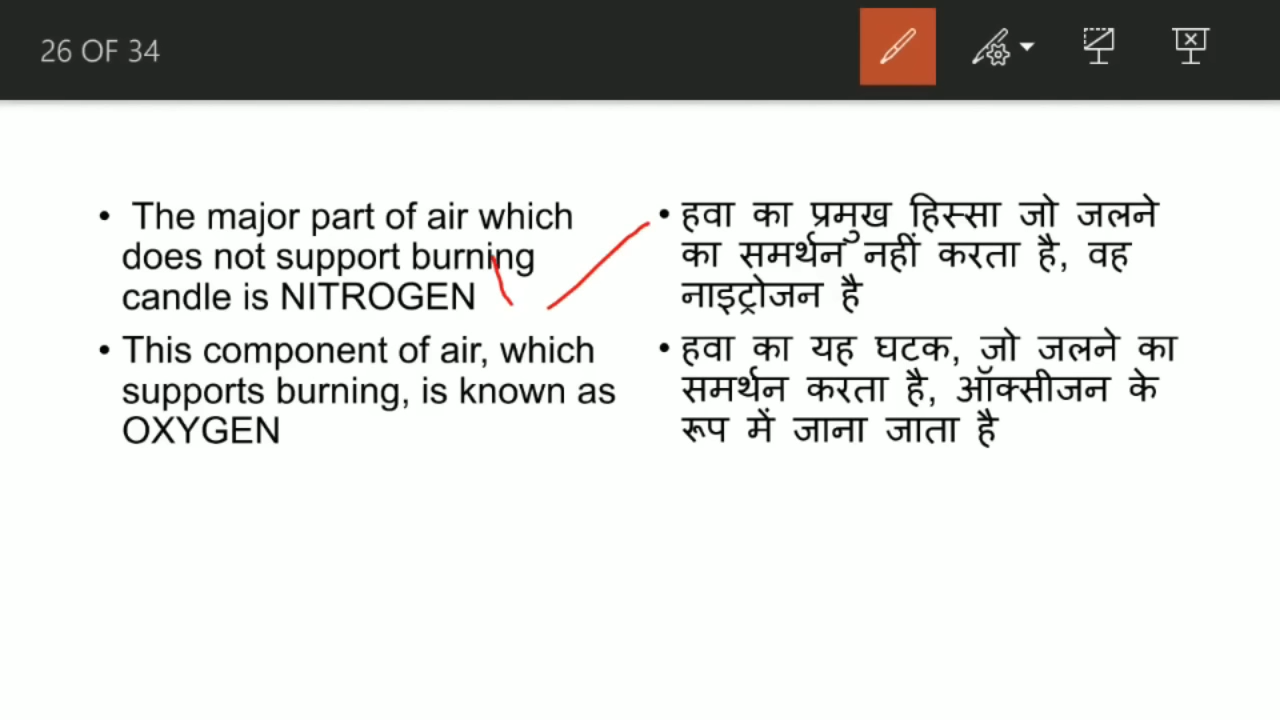 26 OF 34
• The major part of air which
does not support burning
candle is NITROGEN
• This component of air, which
supports burning, is known as
OXYGEN
• हवा का प्रमुख हिस्सा जो जलने
का समर्थन नहीं करता है, वह
नाइट्रोजन है
• हवा का यह घटक, जो जलने का
समर्थन करता है, ऑक्सीजन के
रूप में जाना जाता है